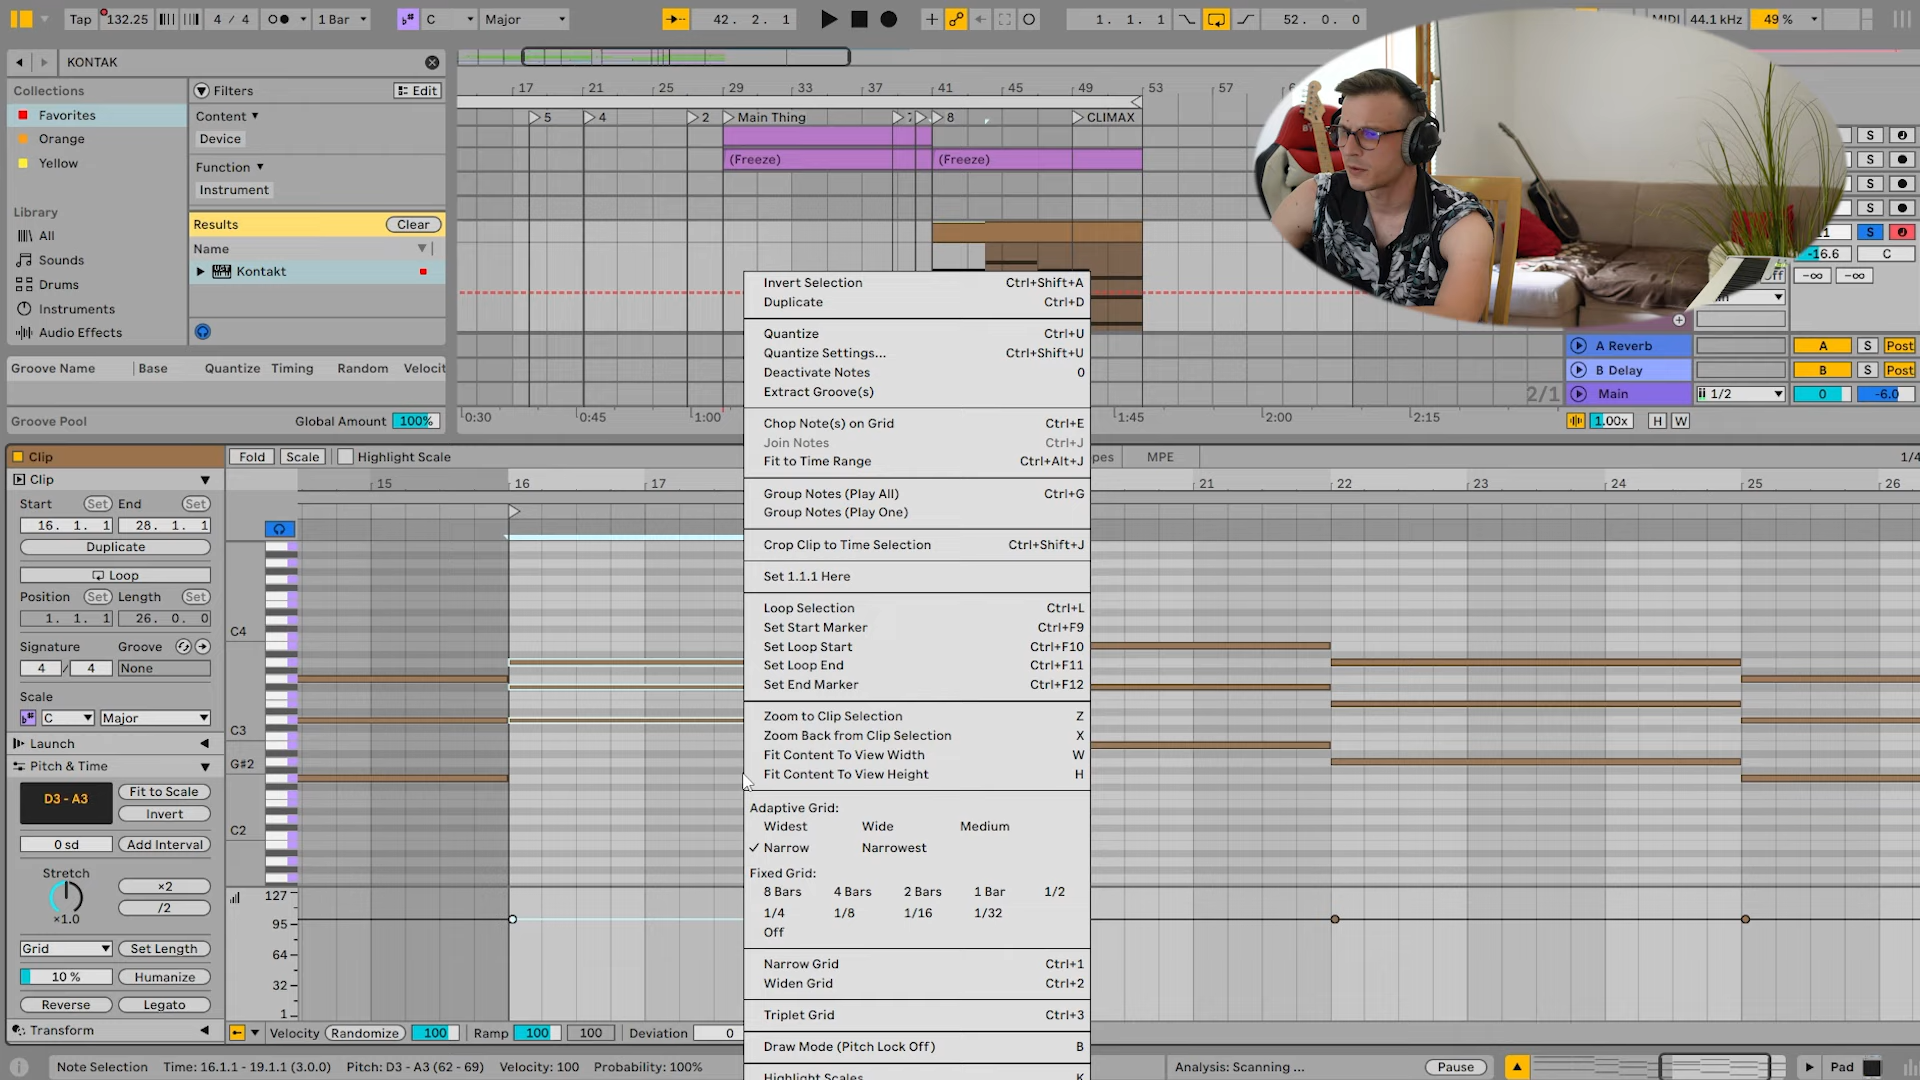 Tap 132.25 4 / 4 1 Bar C Major 42. 2. 1 1. 1. 1 52. 0. 0 MIDI 44.1 kHz 49 %
KONTAK
Collections
Favorites
Orange
Yellow
Library
All
Sounds
Drums
Instruments
Audio Effects
Filters Edit
Content
Device
Function
Instrument
Results Clear
Name
Kontakt
17 21 25 29 33 37 41 45 49 53 57
5 4 2 Main Thing 8 CLIMAX
(Freeze) (Freeze)
S
S
S
S
S
-16.6 C
-∞ -∞
A Reverb A S Post
B Delay B S Post
2/1 Main 1/2 0 -6.0
0:30 0:45 1:00 1:45 2:00 2:15 1.00x H W
Groove Name Base Quantize Timing Random Velocit
Groove Pool Global Amount 100%
Clip
Clip
Start Set End Set
16. 1. 1 28. 1. 1
Duplicate
Loop
Position Set Length Set
1. 1. 1 26. 0. 0
Signature Groove
4 / 4 None
Scale
C Major
Launch
Pitch & Time
D3 - A3 Fit to Scale
Invert
0 sd Add Interval
Stretch
×1.0 ×2
/2
Grid Set Length
10 % Humanize
Reverse Legato
Transform
Fold Scale Highlight Scale MPE 1/4
15 16 17 21 22 23 24 25 26
C4
C3
G#2
C2
127
95
64
32
1
Velocity Randomize 100 Ramp 100 100 Deviation 0
Invert Selection Ctrl+Shift+A
Duplicate Ctrl+D
Quantize Ctrl+U
Quantize Settings... Ctrl+Shift+U
Deactivate Notes 0
Extract Groove(s)
Chop Note(s) on Grid Ctrl+E
Join Notes Ctrl+J
Fit to Time Range Ctrl+Alt+J
Group Notes (Play All) Ctrl+G
Group Notes (Play One)
Crop Clip to Time Selection Ctrl+Shift+J
Set 1.1.1 Here
Loop Selection Ctrl+L
Set Start Marker Ctrl+F9
Set Loop Start Ctrl+F10
Set Loop End Ctrl+F11
Set End Marker Ctrl+F12
Zoom to Clip Selection Z
Zoom Back from Clip Selection X
Fit Content To View Width W
Fit Content To View Height H
Adaptive Grid:
Widest Wide Medium
Narrow Narrowest
Fixed Grid:
8 Bars 4 Bars 2 Bars 1 Bar 1/2
1/4 1/8 1/16 1/32
Off
Narrow Grid Ctrl+1
Widen Grid Ctrl+2
Triplet Grid Ctrl+3
Draw Mode (Pitch Lock Off) B
Highlight Scales K
Note Selection Time: 16.1.1 - 19.1.1 (3.0.0) Pitch: D3 - A3 (62 - 69) Velocity: 100 Probability: 100% Analysis: Scanning ... Pause Pad